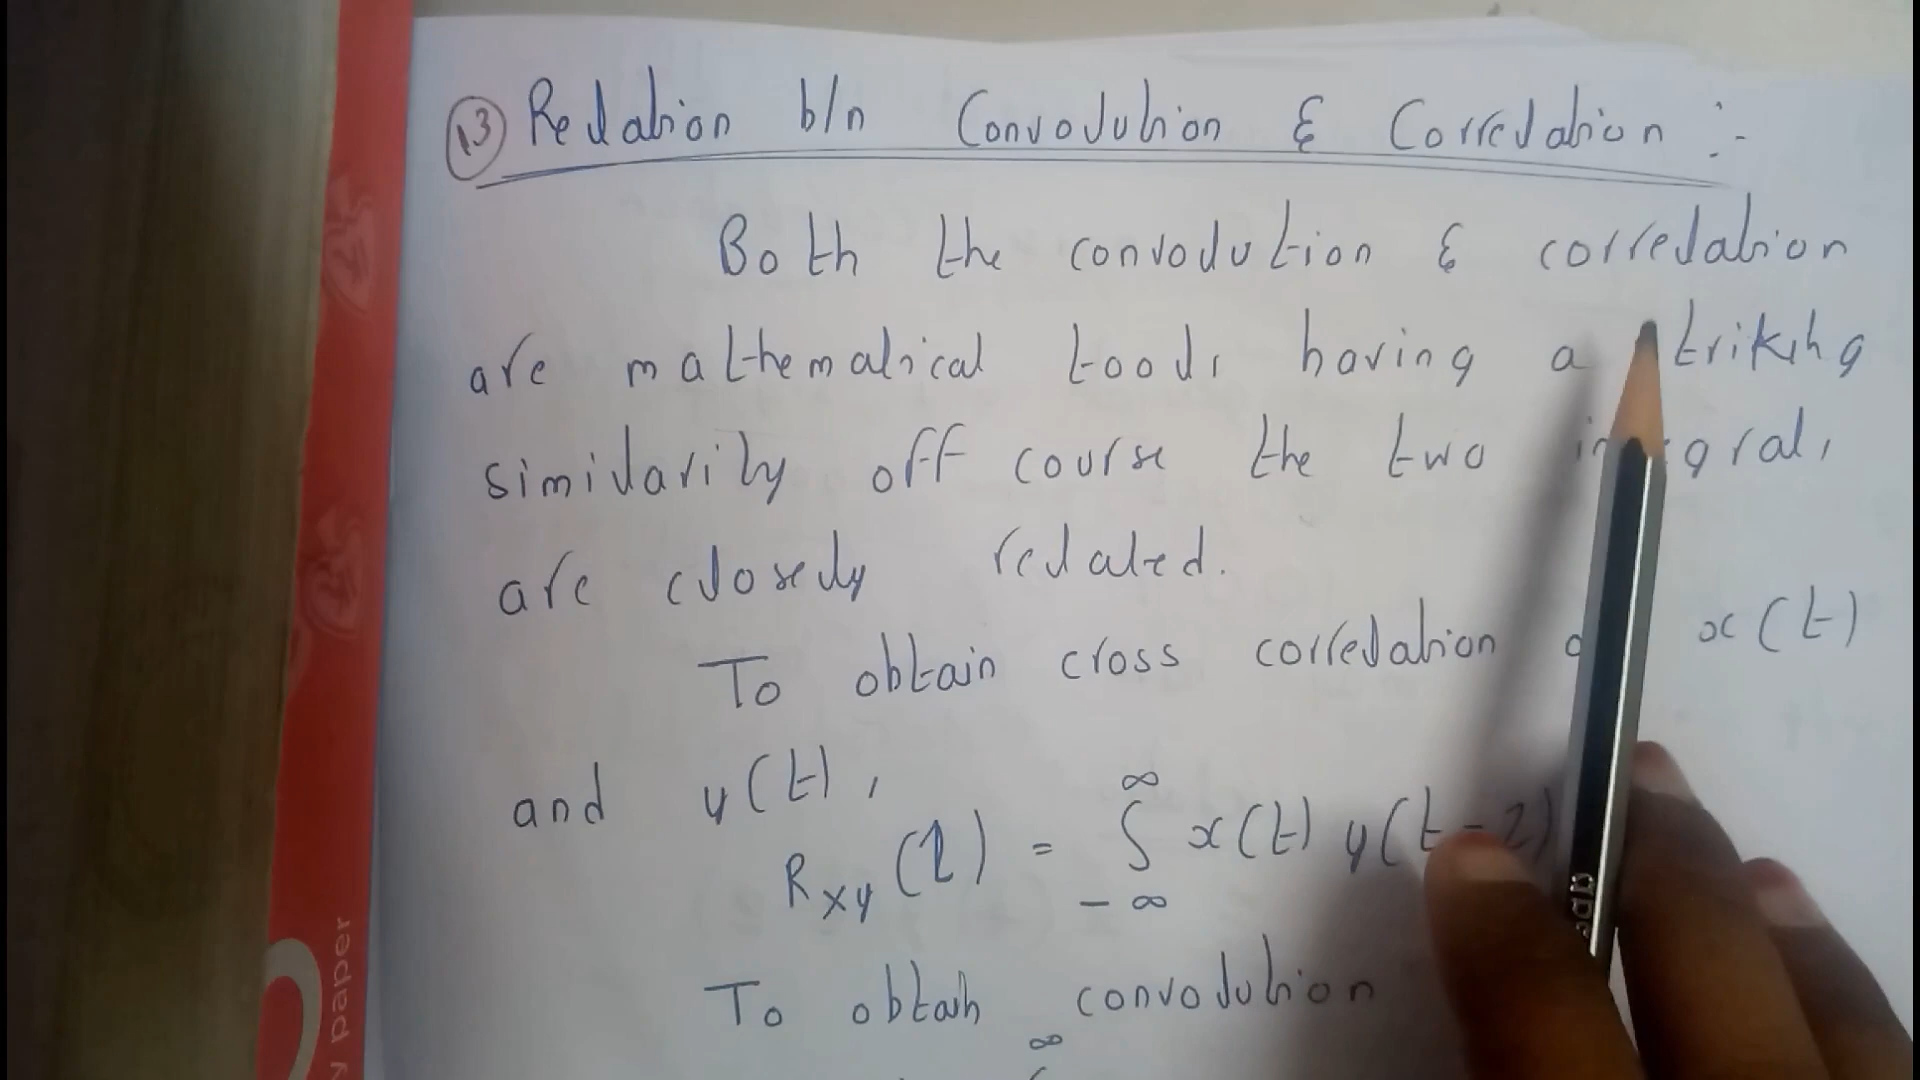 13 Relation b/n Convolution & Correlation :-
Both the convolution & correlation
are mathematical tools having a striking
similarity off course the two integrals
are closely related.
To obtain cross correlation x(t)
and y(t),
∞
Rxy(τ) = ∫ x(t) y(t-τ)
-∞
To obtain convolution
∞
y paper